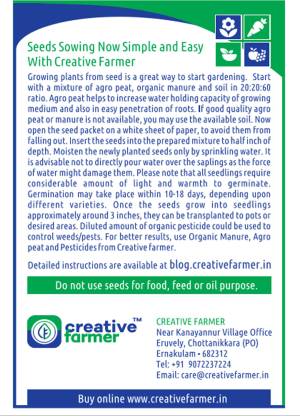 Seeds Sowing Now Simple and Easy
With Creative Farmer
Growing plants from seed is a great way to start gardening. Start
with a mixture of agro peat, organic manure and soil in 20:20:60
ratio. Agro peat helps to increase water holding capacity of growing
medium and also in easy penetration of roots. If good quality agro
peat or manure is not available, you may use the available soil. Now
open the seed packet on a white sheet of paper, to avoid them from
falling out. Insert the seeds into the prepared mixture to half inch of
depth. Moisten the newly planted seeds only by sprinkling water. It
is advisable not to directly pour over the saplings as the force
of water might damage them. Please note that all seedlings require
considerable amount of light and warmth to germinate.
Germination may take place within 10-18 days, depending upon
different varieties. Once the seeds grow into seedlings
approximately around 3 inches, they can be transplanted to pots or
desired areas. Diluted amount of organic pesticide could be used to
control weeds/pests. For better results, use Organic Manure, Agro
peat and Pesticides from Creative farmer.
Detailed instructions are available at blog.creativefarmer.in
Do not use seeds for food, feed or oil purpose.
creative™
farmer
CREATIVE FARMER
Near Kanayannur Village Office
Eruvely, Chottanikkara (PO)
Ernakulam • 682312
Tel: +91 9072237224
Email: care@creativefarmer.in
Buy online www.creativefarmer.in